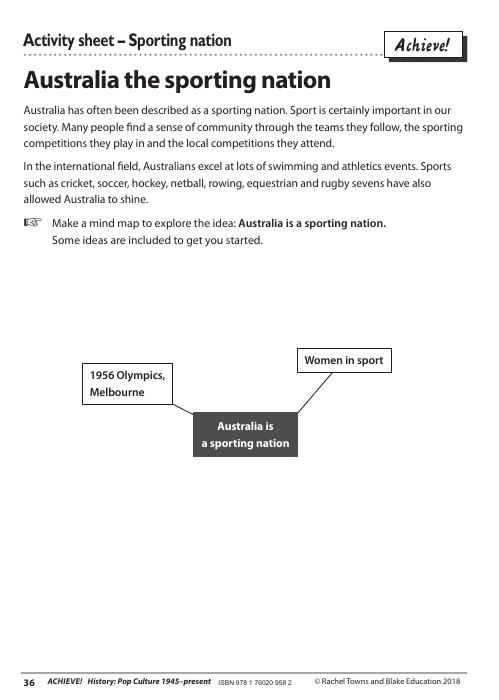 Activity sheet – Sporting nation
Achieve!
Australia the sporting nation
Australia has often been described as a sporting nation. Sport is certainly important in our
society. Many people find a sense of community through the teams they follow, the sporting
competitions they play in and the local competitions they attend.
In the international field, Australians excel at lots of swimming and athletics events. Sports
such as cricket, soccer, hockey, netball, rowing, equestrian and rugby sevens have also
allowed Australia to shine.
Make a mind map to explore the idea: Australia is a sporting nation.
Some ideas are included to get you started.
Women in sport
1956 Olympics,
Melbourne
Australia is
a sporting nation
36 ACHIEVE! History: Pop Culture 1945–present ISBN 978 1 76020 958 2 © Rachel Towns and Blake Education 2018